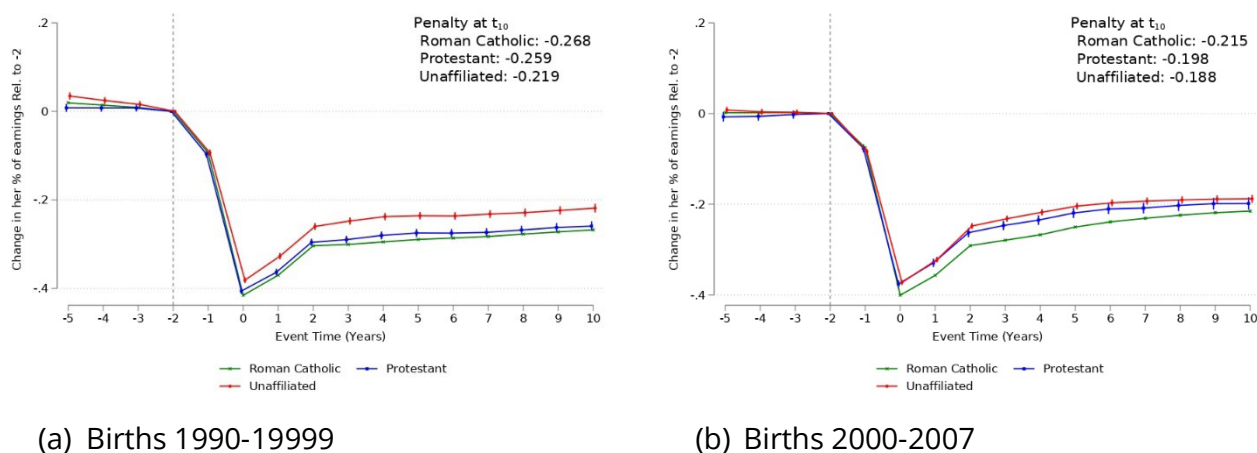 Penalty at t₁₀
Roman Catholic: -0.268
Protestant: -0.259
Unaffiliated: -0.219
Change in her % of earnings Rel. to -2
.2
0
-.2
-.4
-5 -4 -3 -2 -1 0 1 2 3 4 5 6 7 8 9 10
Event Time (Years)
Roman Catholic Protestant
Unaffiliated
(a) Births 1990-19999
Penalty at t₁₀
Roman Catholic: -0.215
Protestant: -0.198
Unaffiliated: -0.188
Change in her % of earnings Rel. to -2
.2
0
-.2
-.4
-5 -4 -3 -2 -1 0 1 2 3 4 5 6 7 8 9 10
Event Time (Years)
Roman Catholic Protestant
Unaffiliated
(b) Births 2000-2007